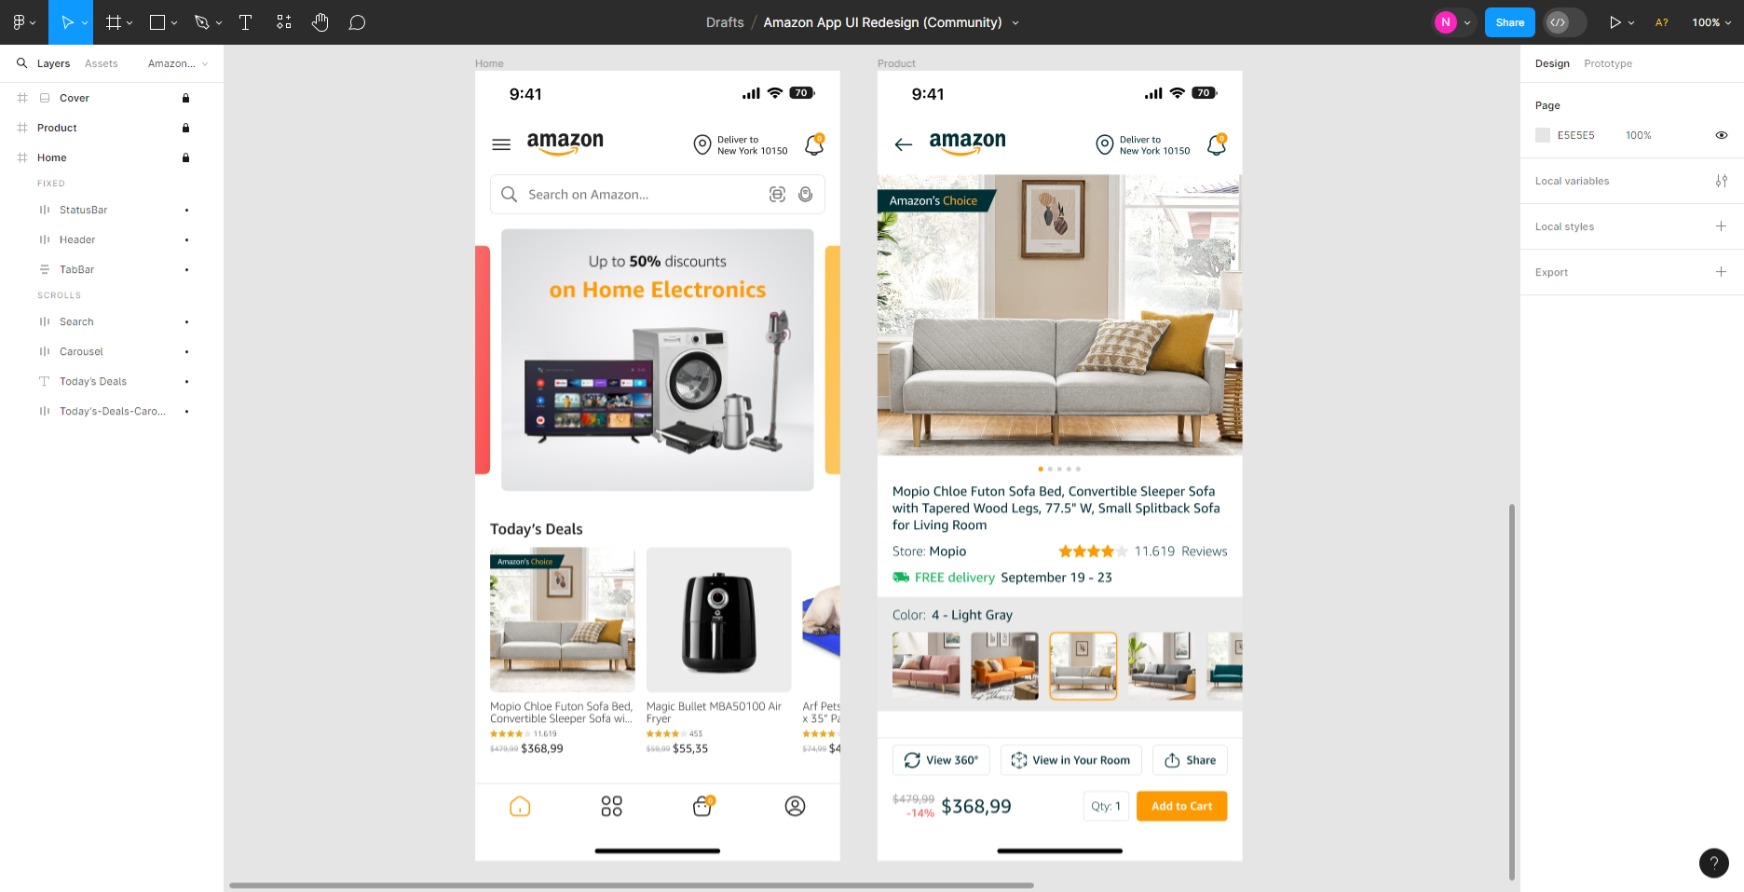 Drafts / Amazon App UI Redesign (Community)
N
Share
A?
100%
Layers
Assets
Amazon...
Cover
Product
Home
FIXED
StatusBar
Header
TabBar
SCROLLS
Search
Carousel
Today's Deals
Today's-Deals-Caro...
Home
9:41
70
amazon
Deliver to
New York 10150
0
Search on Amazon...
Up to 50% discounts
on Home Electronics
Today's Deals
Amazon's Choice
Mopio Chloe Futon Sofa Bed,
Convertible Sleeper Sofa wi...
11.619
$479,99 $368,99
Magic Bullet MBA50100 Air
Fryer
453
$59,99 $55,35
Arf Pets
x 35" Pa
$74,99 $4
0
Product
9:41
70
amazon
Deliver to
New York 10150
0
Amazon's Choice
Mopio Chloe Futon Sofa Bed, Convertible Sleeper Sofa
with Tapered Wood Legs, 77.5" W, Small Splitback Sofa
for Living Room
Store: Mopio
11.619 Reviews
FREE delivery September 19 - 23
Color: 4 - Light Gray
View 360°
View in Your Room
Share
$479,99
-14%
$368,99
Qty: 1
Add to Cart
Design
Prototype
Page
E5E5E5
100%
Local variables
Local styles
Export
?